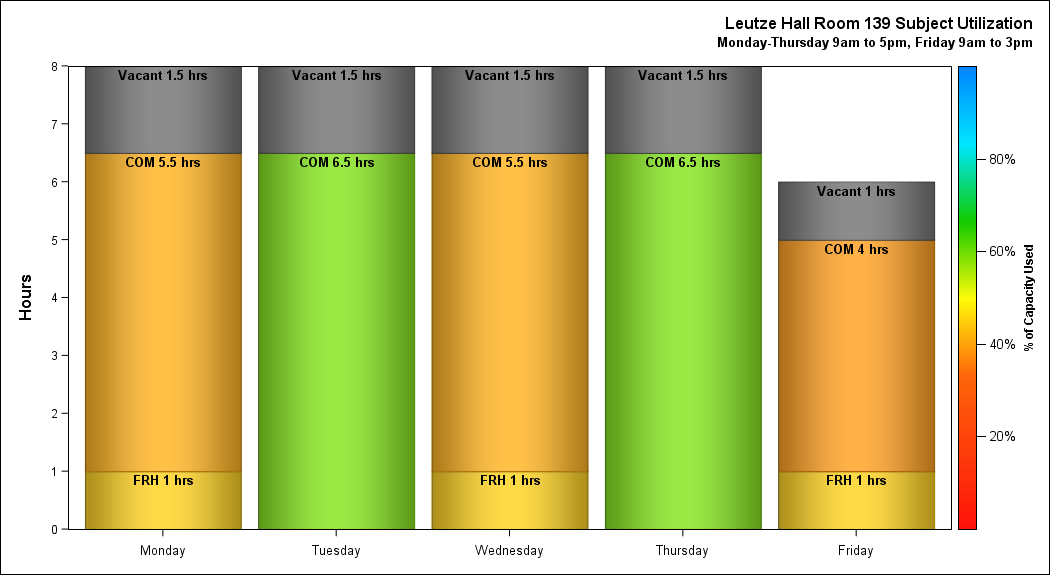 Leutze Hall Room 139 Subject Utilization
Monday-Thursday 9am to 5pm, Friday 9am to 3pm
8
7
6
5
4
3
2
1
0
Hours
Vacant 1.5 hrs
COM 5.5 hrs
FRH 1 hrs
Vacant 1.5 hrs
COM 6.5 hrs
Vacant 1.5 hrs
COM 5.5 hrs
FRH 1 hrs
Vacant 1.5 hrs
COM 6.5 hrs
Vacant 1 hrs
COM 4 hrs
FRH 1 hrs
Monday
Tuesday
Wednesday
Thursday
Friday
80%
60%
40%
20%
% of Capacity Used